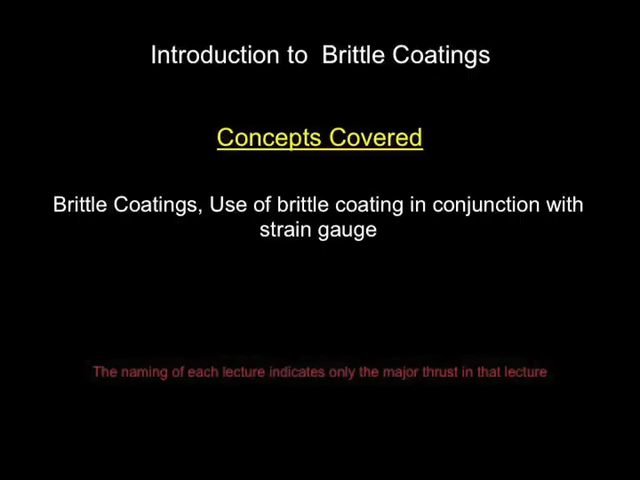 Introduction to  Brittle Coatings
Concepts Covered
Brittle Coatings, Use of brittle coating in conjunction with
strain gauge
The naming of each lecture indicates only the major thrust in that lecture